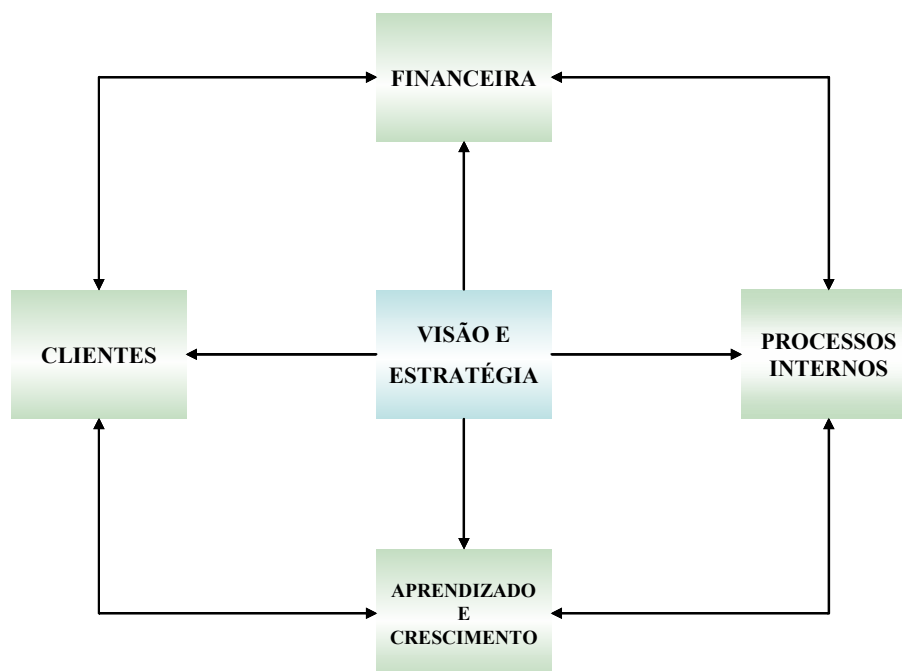 FINANCEIRA
CLIENTES
VISÃO E
ESTRATÉGIA
PROCESSOS
INTERNOS
APRENDIZADO
E
CRESCIMENTO